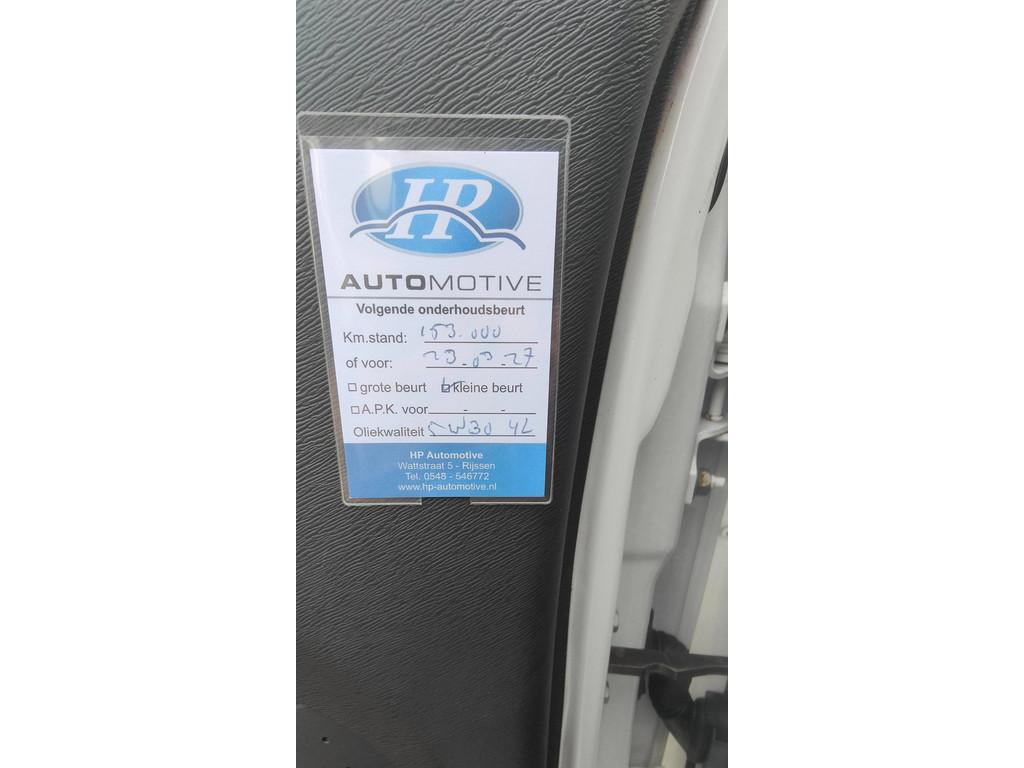 HP
AUTOMOTIVE
Volgende onderhoudsbeurt
Km.stand: 153.000
of voor: 23-03-27
grote beurt kleine beurt
A.P.K. voor - -
Oliekwaliteit 5W30 4L
HP Automotive
Wattstraat 5 - Rijssen
Tel. 0548 - 546772
www.hp-automotive.nl